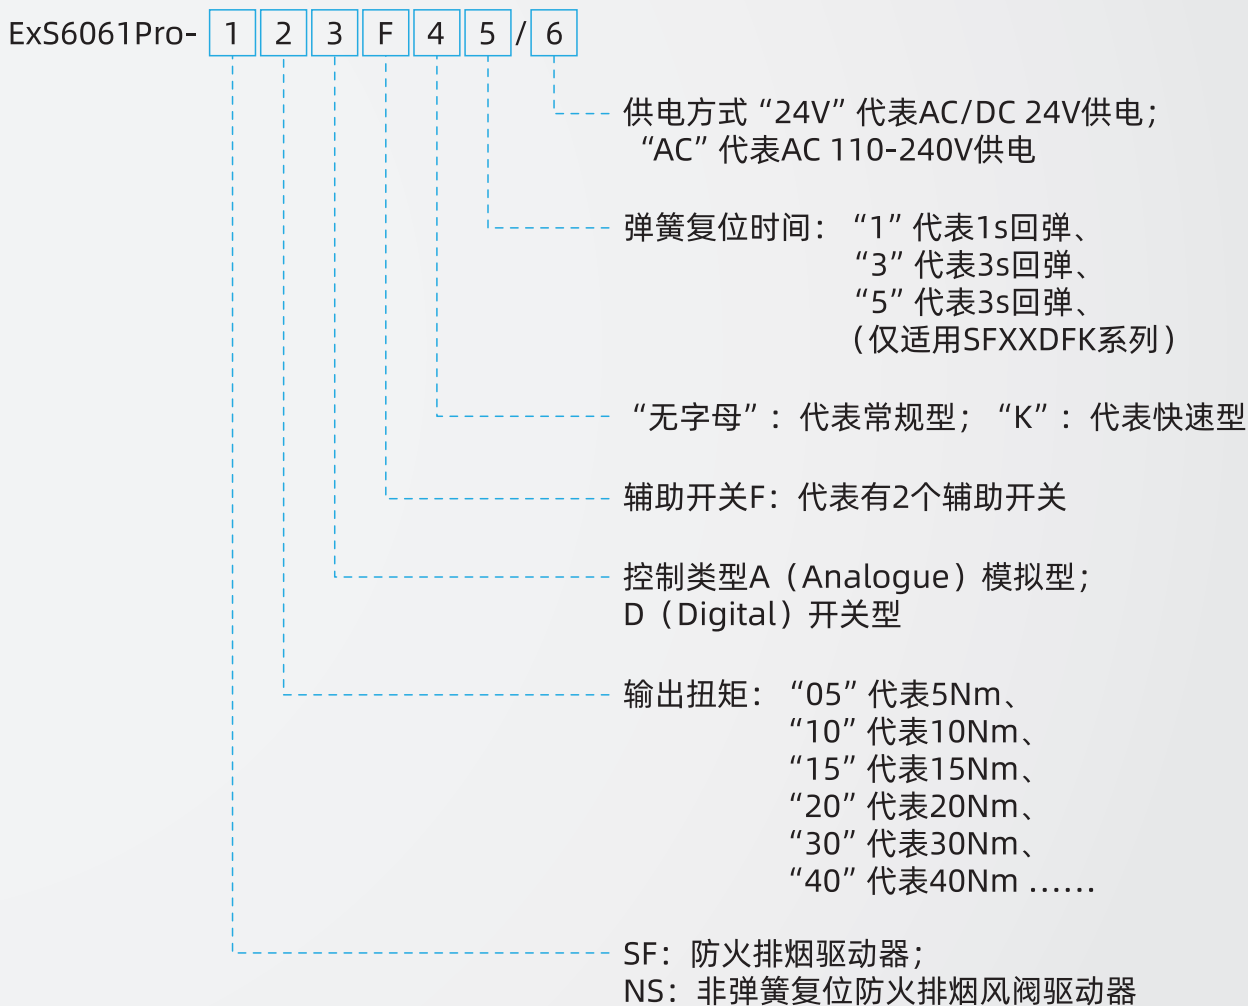 ExS6061Pro- 1 2 3 F 4 5 / 6
供电方式“24V”代表AC/DC 24V供电；
“AC”代表AC 110-240V供电
弹簧复位时间：“1”代表1s回弹、
“3”代表3s回弹、
“5”代表3s回弹、
（仅适用SFXXDFK系列）
“无字母”：代表常规型；“K”：代表快速型
辅助开关F：代表有2个辅助开关
控制类型A（Analogue）模拟型；
D（Digital）开关型
输出扭矩：“05”代表5Nm、
“10”代表10Nm、
“15”代表15Nm、
“20”代表20Nm、
“30”代表30Nm、
“40”代表40Nm ……
SF：防火排烟驱动器；
NS：非弹簧复位防火排烟风阀驱动器